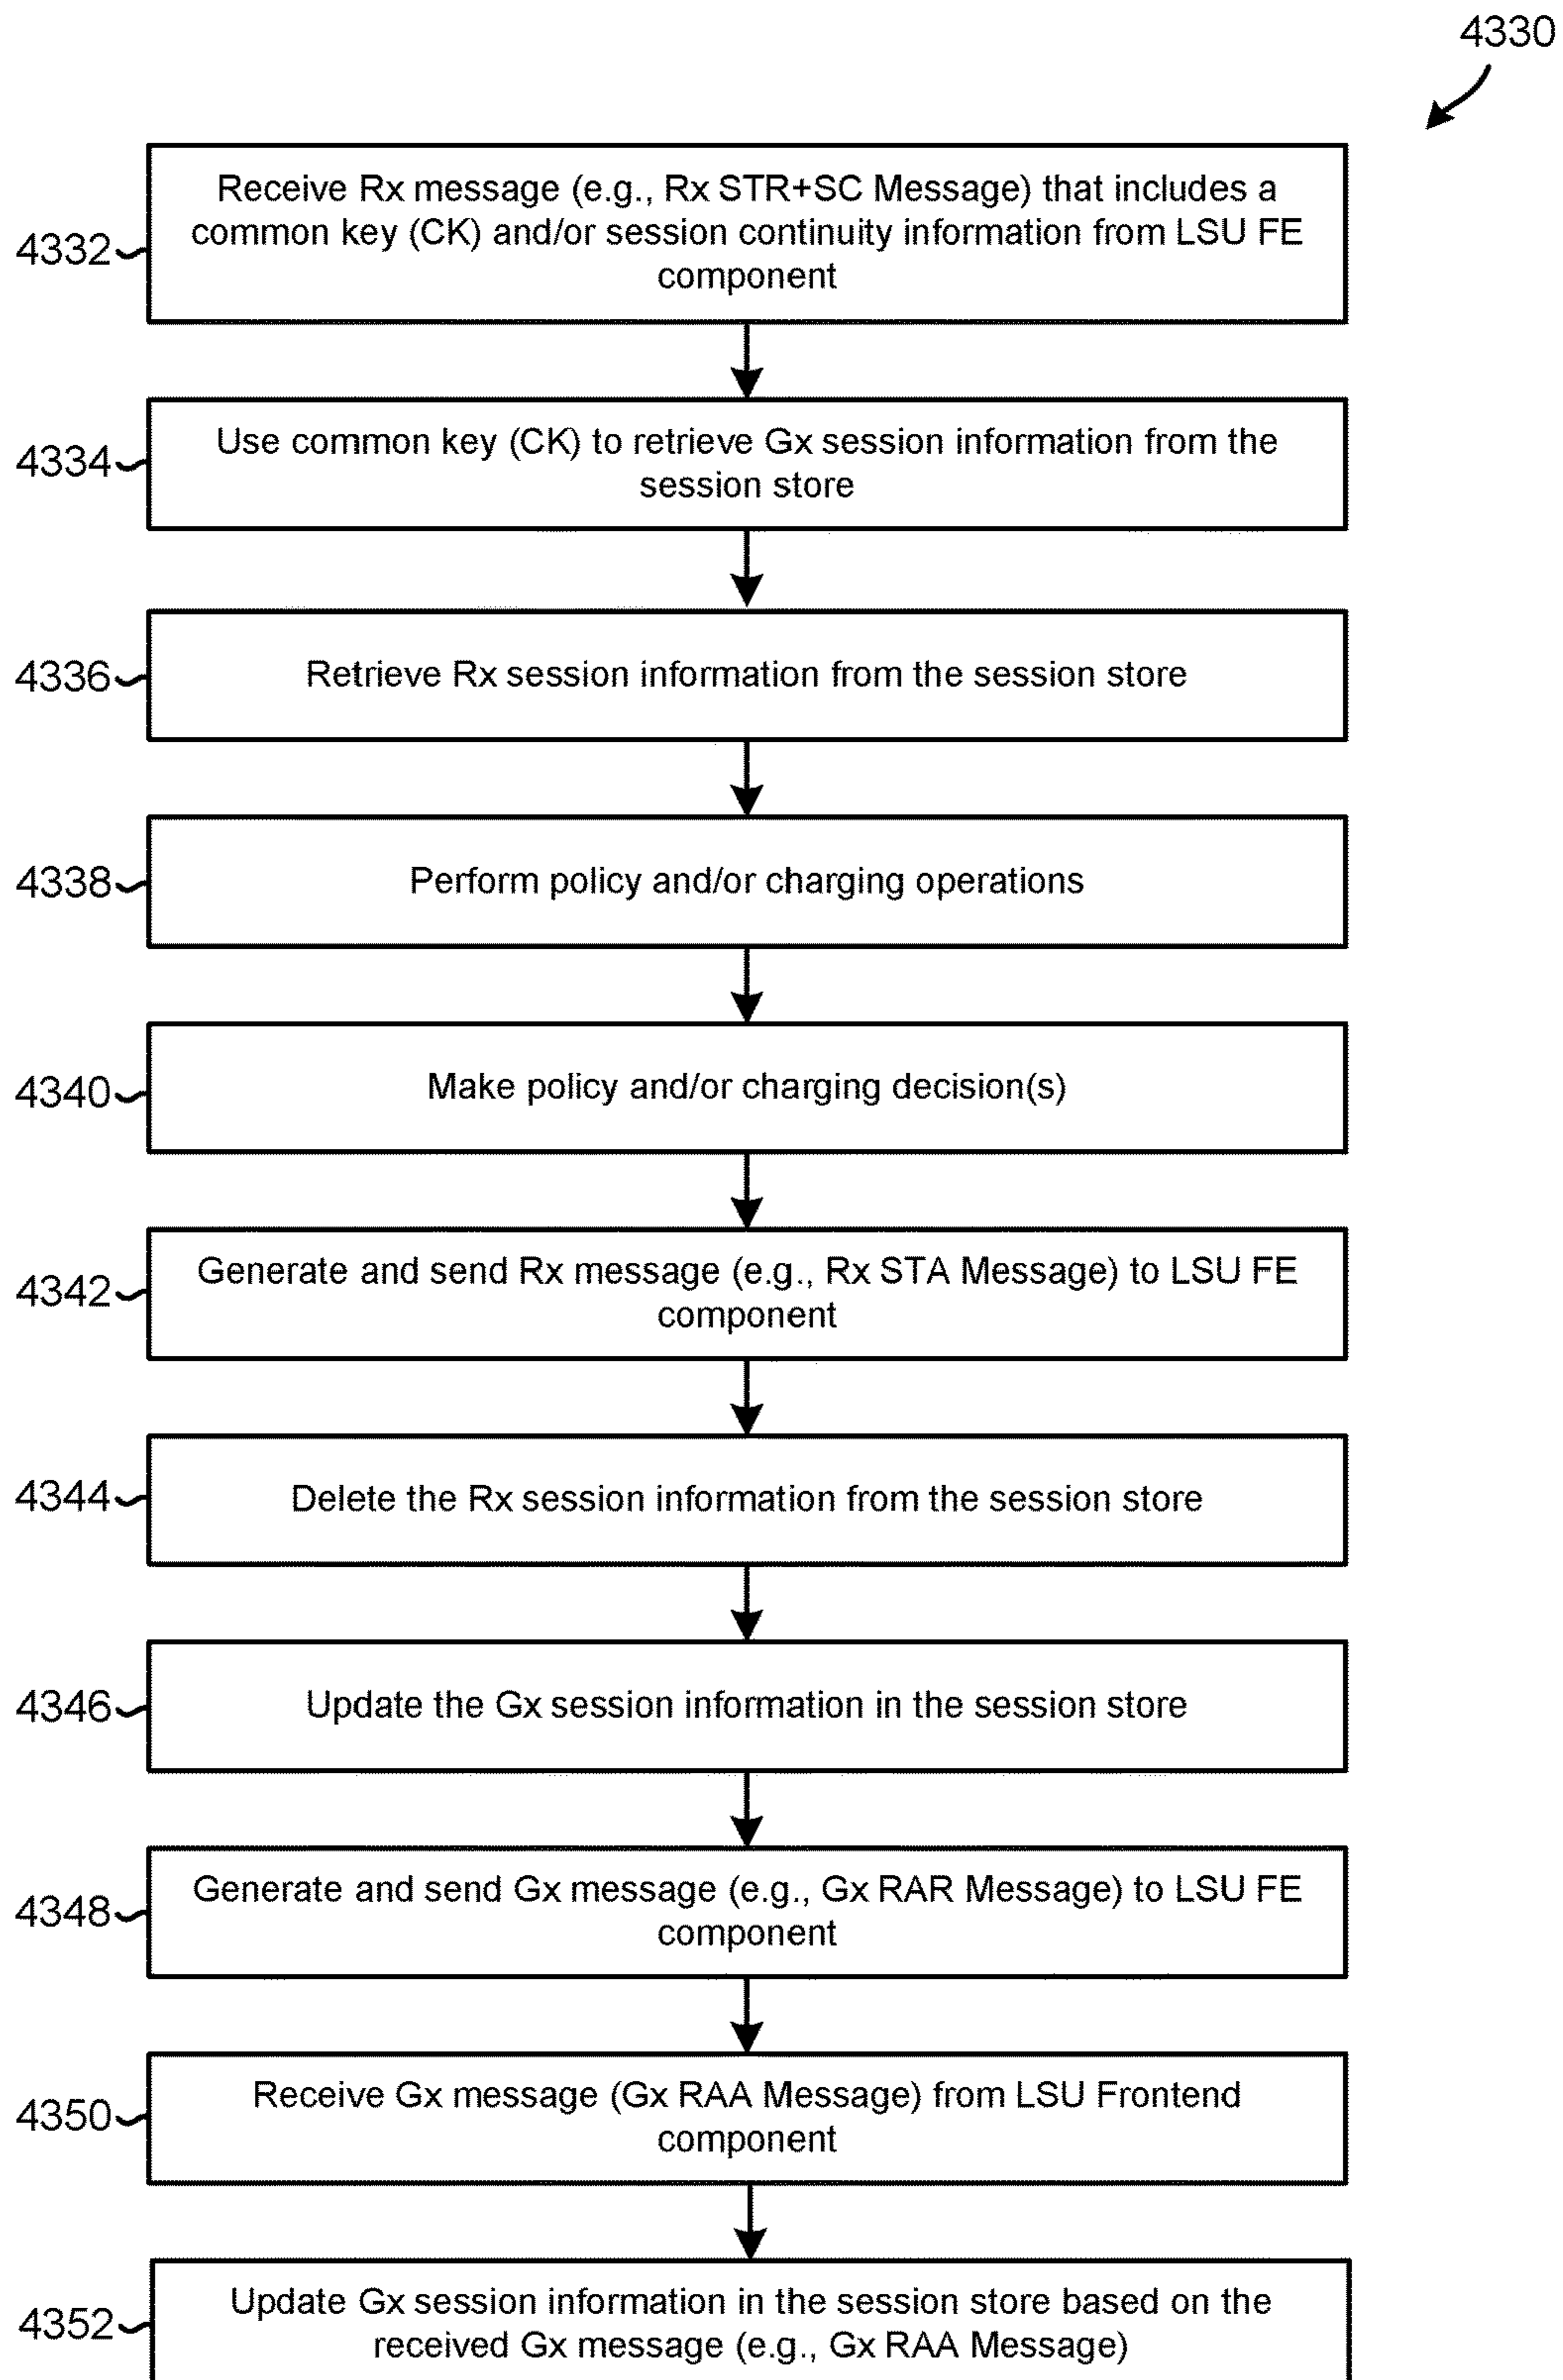 4330
Receive Rx message (e.g., Rx STR+SC Message) that includes a
common key (CK) and/or session continuity information from LSU FE
component
4332
Use common key (CK) to retrieve Gx session information from the
session store
4334
Retrieve Rx session information from the session store
4336
Perform policy and/or charging operations
4338
Make policy and/or charging decision(s)
4340
Generate and send Rx message (e.g., Rx STA Message) to LSU FE
component
4342
Delete the Rx session information from the session store
4344
Update the Gx session information in the session store
4346
Generate and send Gx message (e.g., Gx RAR Message) to LSU FE
component
4348
Receive Gx message (Gx RAA Message) from LSU Frontend
component
4350
Update Gx session information in the session store based on the
received Gx message (e.g., Gx RAA Message)
4352